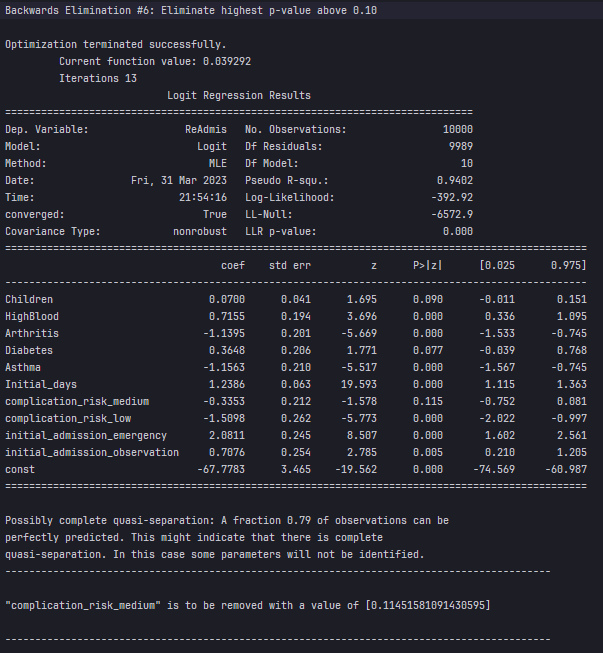 Backwards Elimination #6: Eliminate highest p-value above 0.10
Optimization terminated successfully.
         Current function value: 0.039292
         Iterations 13
                           Logit Regression Results
==============================================================================
Dep. Variable:                ReAdmis   No. Observations:                10000
Model:                          Logit   Df Residuals:                     9989
Method:                           MLE   Df Model:                           10
Date:                Fri, 31 Mar 2023   Pseudo R-squ.:                  0.9402
Time:                        21:54:16   Log-Likelihood:                -392.92
converged:                       True   LL-Null:                       -6572.9
Covariance Type:            nonrobust   LLR p-value:                     0.000
=================================================================================================
                                    coef    std err          z      P>|z|      [0.025      0.975]
-------------------------------------------------------------------------------------------------
Children                          0.0700      0.041      1.695      0.090      -0.011       0.151
HighBlood                         0.7155      0.194      3.696      0.000       0.336       1.095
Arthritis                        -1.1395      0.201     -5.669      0.000      -1.533      -0.745
Diabetes                          0.3648      0.206      1.771      0.077      -0.039       0.768
Asthma                           -1.1563      0.210     -5.517      0.000      -1.567      -0.745
Initial_days                      1.2386      0.063     19.593      0.000       1.115       1.363
complication_risk_medium         -0.3353      0.212     -1.578      0.115      -0.752       0.081
complication_risk_low            -1.5098      0.262     -5.773      0.000      -2.022      -0.997
initial_admission_emergency       2.0811      0.245      8.507      0.000       1.602       2.561
initial_admission_observation     0.7076      0.254      2.785      0.005       0.210       1.205
const                           -67.7783      3.465    -19.562      0.000     -74.569     -60.987
=================================================================================================
Possibly complete quasi-separation: A fraction 0.79 of observations can be
perfectly predicted. This might indicate that there is complete
quasi-separation. In this case some parameters will not be identified.
-------------------------------------------------------------------------------------------
"complication_risk_medium" is to be removed with a value of [0.11451581091430595]
-------------------------------------------------------------------------------------------